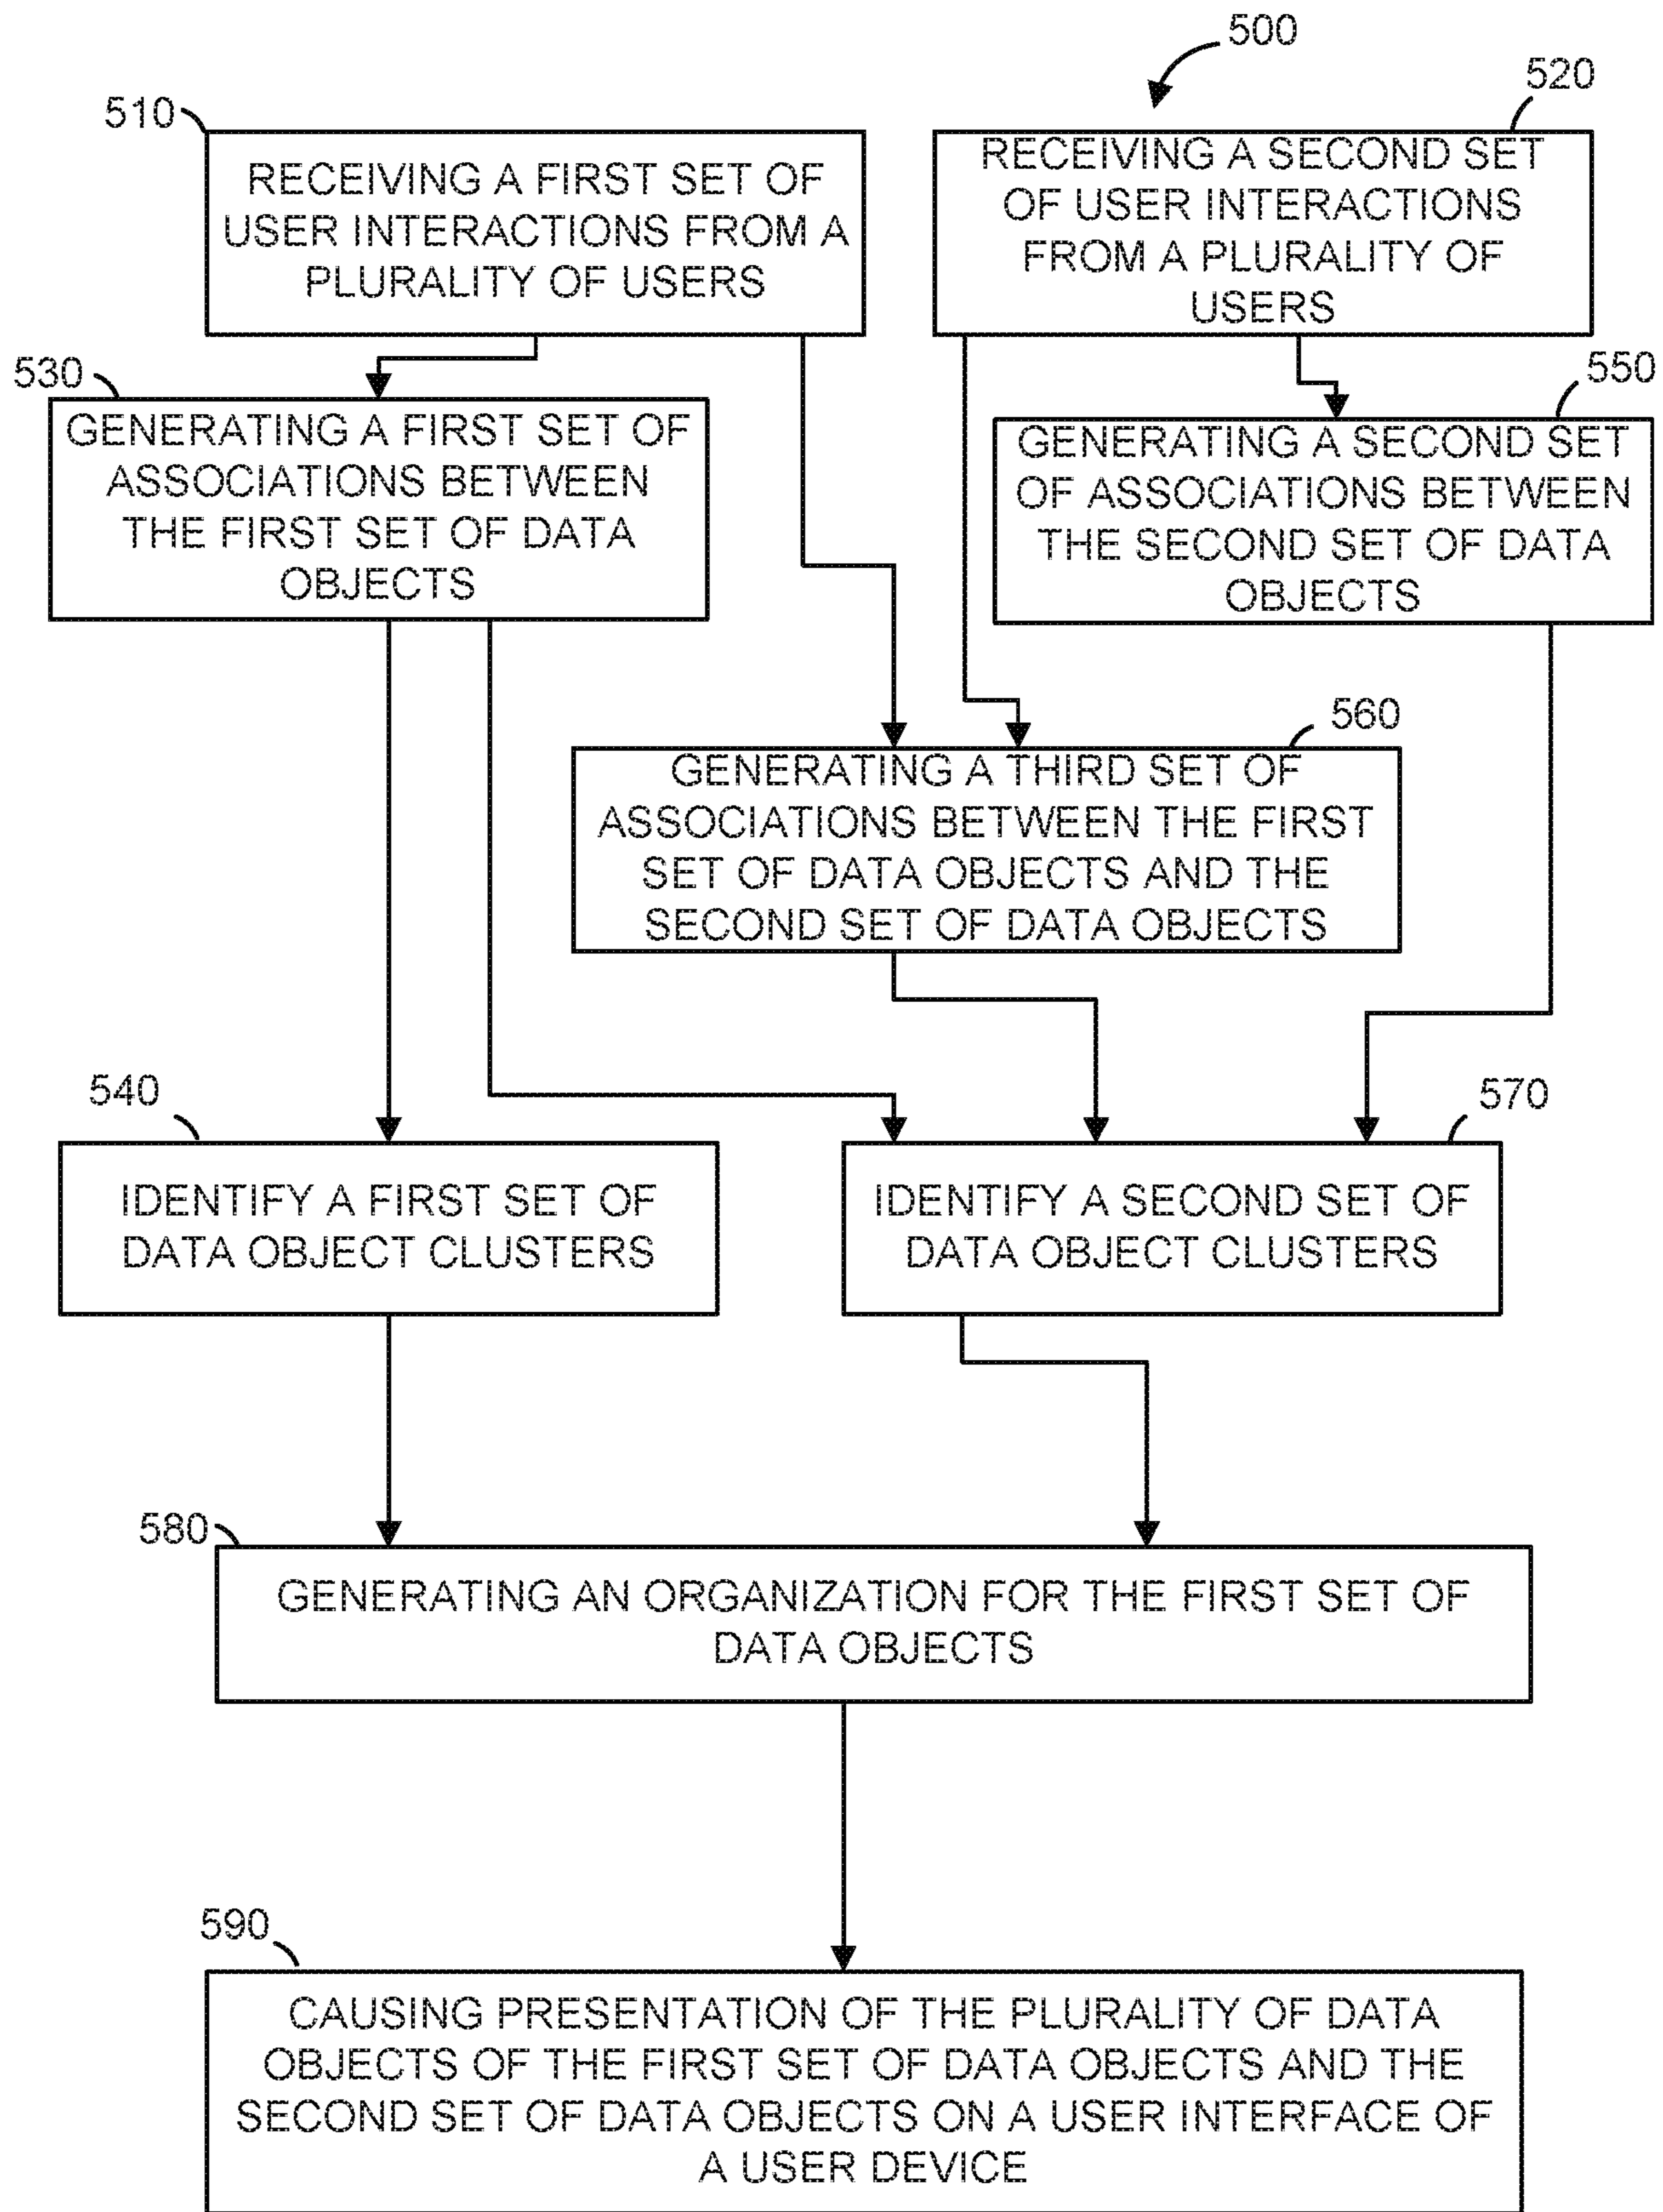 500
510
520
RECEIVING A FIRST SET OF
USER INTERACTIONS FROM A
PLURALITY OF USERS
RECEIVING A SECOND SET
OF USER INTERACTIONS
FROM A PLURALITY OF
USERS
530
550
GENERATING A FIRST SET OF
ASSOCIATIONS BETWEEN
THE FIRST SET OF DATA
OBJECTS
GENERATING A SECOND SET
OF ASSOCIATIONS BETWEEN
THE SECOND SET OF DATA
OBJECTS
560
GENERATING A THIRD SET OF
ASSOCIATIONS BETWEEN THE FIRST
SET OF DATA OBJECTS AND THE
SECOND SET OF DATA OBJECTS
540
570
IDENTIFY A FIRST SET OF
DATA OBJECT CLUSTERS
IDENTIFY A SECOND SET OF
DATA OBJECT CLUSTERS
580
GENERATING AN ORGANIZATION FOR THE FIRST SET OF
DATA OBJECTS
590
CAUSING PRESENTATION OF THE PLURALITY OF DATA
OBJECTS OF THE FIRST SET OF DATA OBJECTS AND THE
SECOND SET OF DATA OBJECTS ON A USER INTERFACE OF
A USER DEVICE